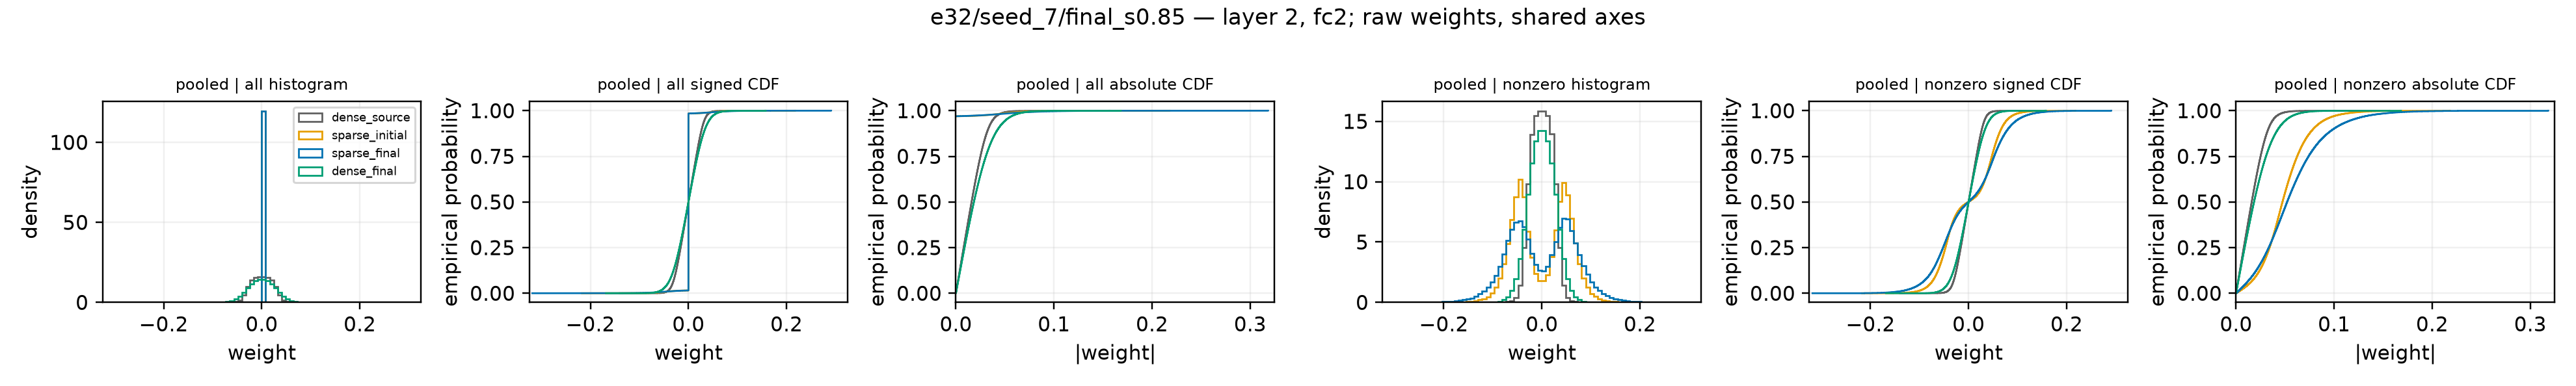 e32/seed_7/final_s0.85 — layer 2, fc2; raw weights, shared axes
pooled | all histogram
density
100
50
0
−0.2
0.0
0.2
weight
dense_source
sparse_initial
sparse_final
dense_final
pooled | all signed CDF
empirical probability
1.00
0.75
0.50
0.25
0.00
−0.2
0.0
0.2
weight
pooled | all absolute CDF
empirical probability
1.00
0.75
0.50
0.25
0.00
0.0
0.1
0.2
0.3
|weight|
pooled | nonzero histogram
density
15
10
5
0
−0.2
0.0
0.2
weight
pooled | nonzero signed CDF
empirical probability
1.00
0.75
0.50
0.25
0.00
−0.2
0.0
0.2
weight
pooled | nonzero absolute CDF
empirical probability
1.00
0.75
0.50
0.25
0.00
0.0
0.1
0.2
0.3
|weight|